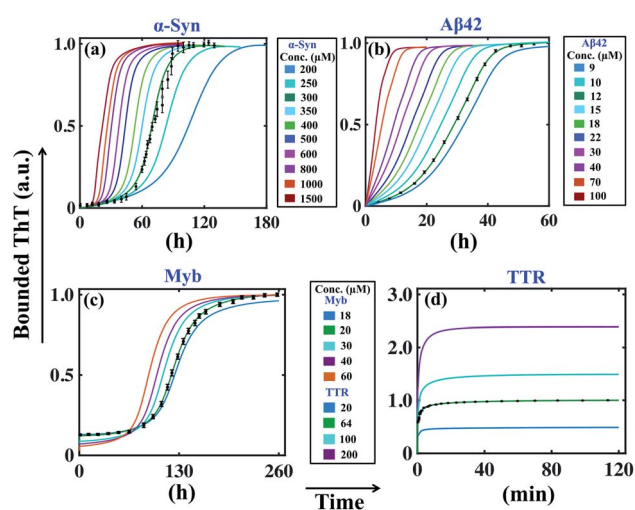 α-Syn
Aβ42
(a)
1.0
0.5
0
0 60 120 180
(h)
α-Syn
Conc. (μM)
200
250
300
350
400
500
600
800
1000
1500
(b)
1.0
0.5
0
0 20 40 60
(h)
Aβ42
Conc. (μM)
9
10
12
15
18
22
30
40
70
100
Bounded ThT (a.u.)
Myb
TTR
(c)
1.0
0.5
0
0 130 260
(h)
Conc. (μM)
Myb
18
20
30
40
60
TTR
20
64
100
200
(d)
3.0
2.0
1.0
0
0 40 80 120
(min)
Time